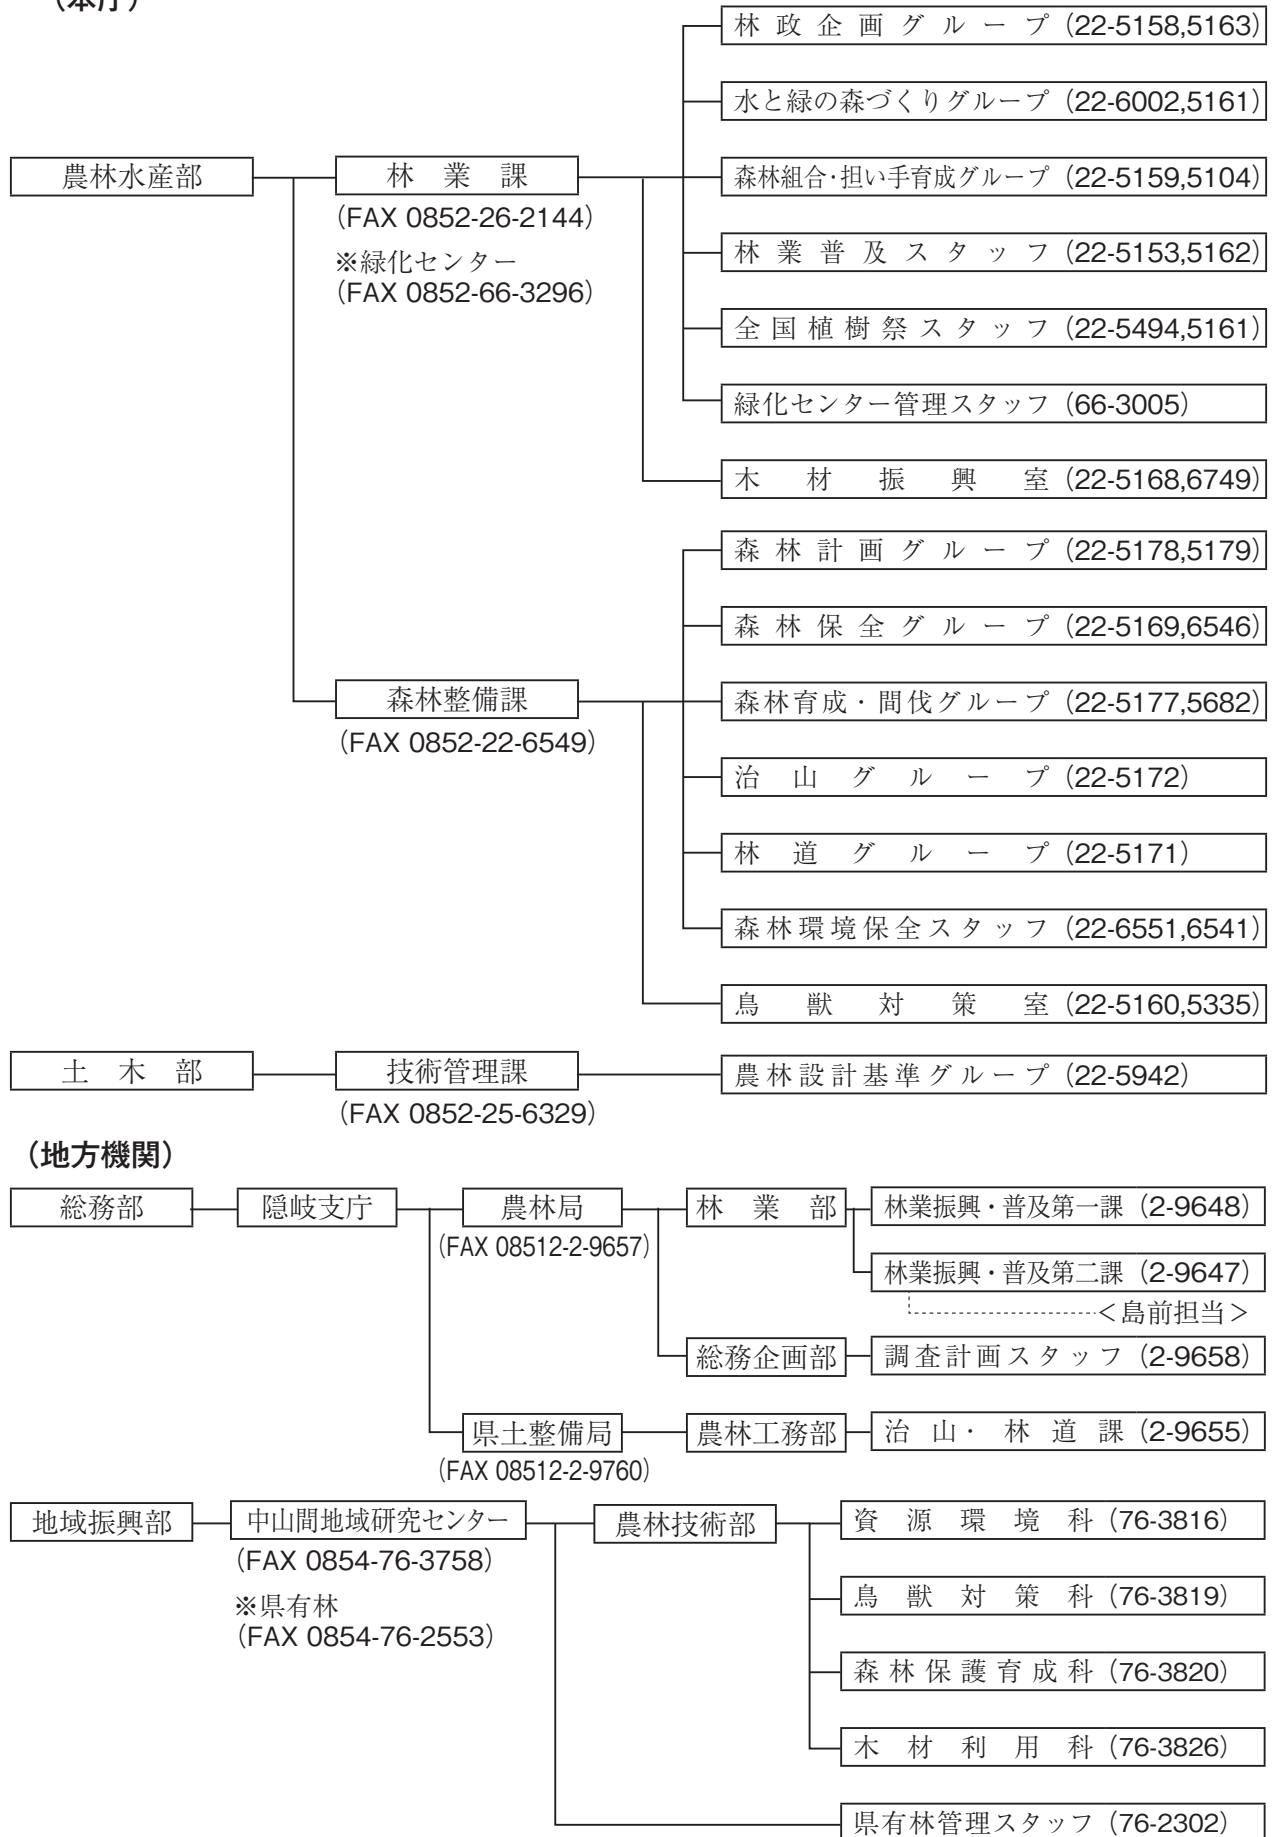 （本庁）
林政企画グループ（22-5158,5163）
水と緑の森づくりグループ（22-6002,5161）
農林水産部
林業課
森林組合・担い手育成グループ（22-5159,5104）
（FAX 0852-26-2144）
※緑化センター
（FAX 0852-66-3296）
林業普及スタッフ（22-5153,5162）
全国植樹祭スタッフ（22-5494,5161）
緑化センター管理スタッフ（66-3005）
木材振興室（22-5168,6749）
森林計画グループ（22-5178,5179）
森林保全グループ（22-5169,6546）
森林整備課
（FAX 0852-22-6549）
森林育成・間伐グループ（22-5177,5682）
治山グループ（22-5172）
林道グループ（22-5171）
森林環境保全スタッフ（22-6551,6541）
鳥獣対策室（22-5160,5335）
土木部
技術管理課
農林設計基準グループ（22-5942）
（FAX 0852-25-6329）
（地方機関）
総務部
隠岐支庁
農林局
（FAX 08512-2-9657）
林業部
林業振興・普及第一課（2-9648）
林業振興・普及第二課（2-9647）
＜島前担当＞
総務企画部
調査計画スタッフ（2-9658）
県土整備局
（FAX 08512-2-9760）
農林工務部
治山・林道課（2-9655）
地域振興部
中山間地域研究センター
（FAX 0854-76-3758）
※県有林
（FAX 0854-76-2553）
農林技術部
資源環境科（76-3816）
鳥獣対策科（76-3819）
森林保護育成科（76-3820）
木材利用科（76-3826）
県有林管理スタッフ（76-2302）